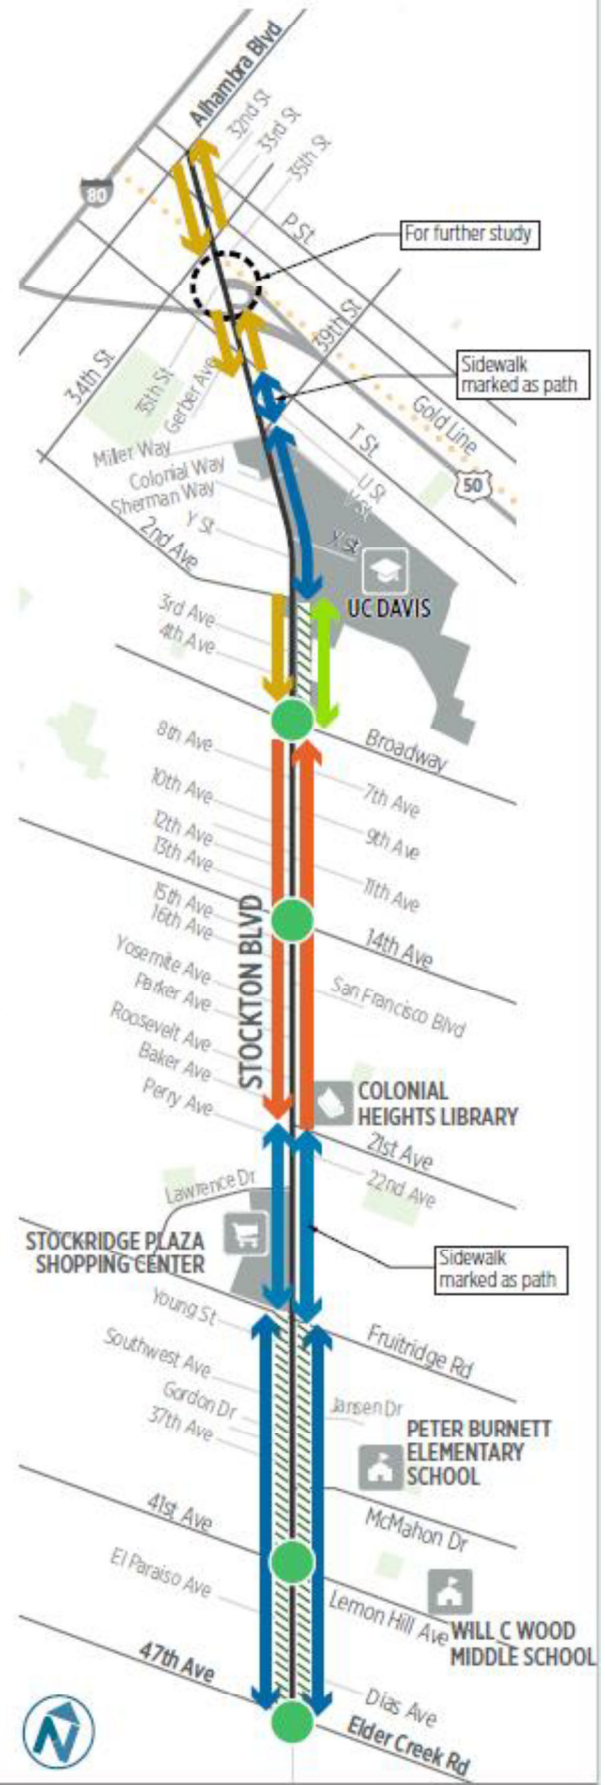 Alhambra Blvd
32nd St
33rd St
35th St
80
P St
For further study
39th St
34th St
35th St
Gerber Ave
Sidewalk
marked as path
Gold Line
T St
50
Miller Way
Colonial Way
Sherman Way
U St
V St
Y St
X St
2nd Ave
UC DAVIS
3rd Ave
4th Ave
Broadway
8th Ave
7th Ave
10th Ave
9th Ave
12th Ave
13th Ave
11th Ave
15th Ave
16th Ave
14th Ave
STOCKTON BLVD
Yosemite Ave
San Francisco Blvd
Parker Ave
Roosevelt Ave
Baker Ave
Perry Ave
COLONIAL
HEIGHTS LIBRARY
21st Ave
22nd Ave
Lawrence Dr
STOCKRIDGE PLAZA
SHOPPING CENTER
Sidewalk
marked as path
Young St
Fruitridge Rd
Southwest Ave
Gordon Dr
37th Ave
Jansen Dr
PETER BURNETT
ELEMENTARY
SCHOOL
41st Ave
McMahon Dr
El Paraiso Ave
Lemon Hill Ave
WILL C WOOD
MIDDLE SCHOOL
47th Ave
Dias Ave
Elder Creek Rd
N